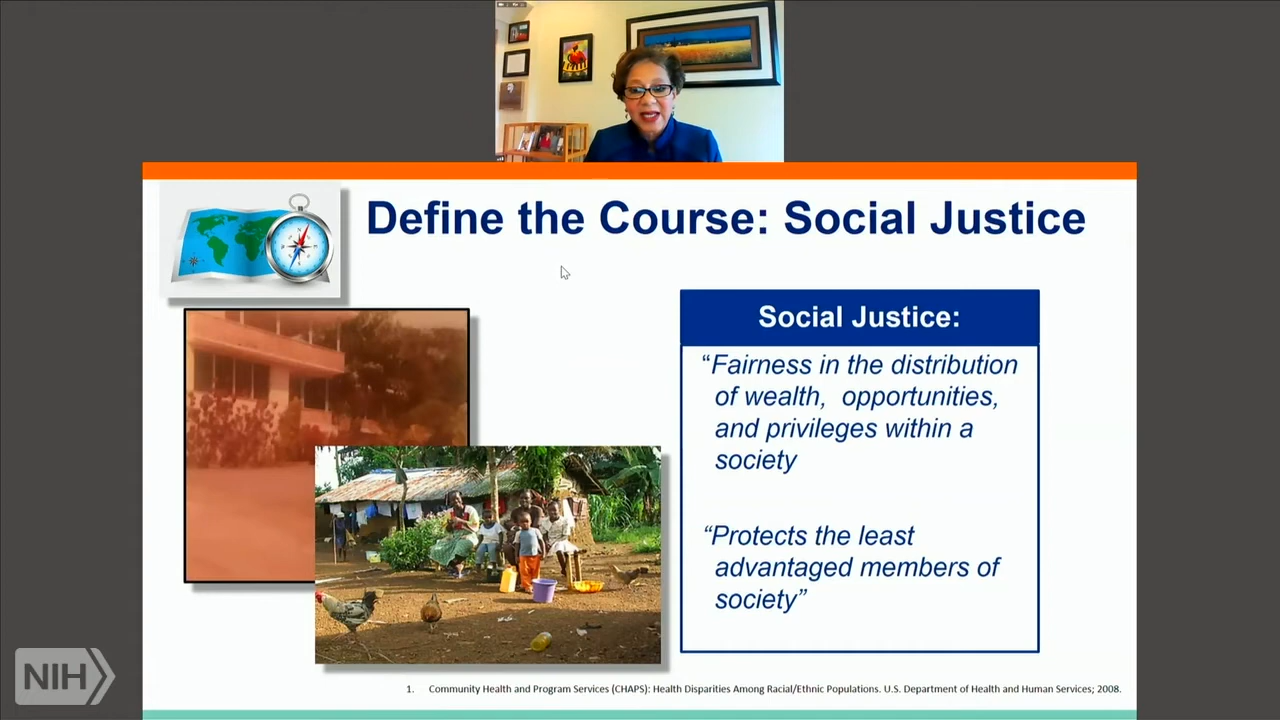 Define the Course: Social Justice
Social Justice:
“Fairness in the distribution
of wealth,  opportunities,
and privileges within a
society
“Protects the least
advantaged members of
society”
1. Community Health and Program Services (CHAPS): Health Disparities Among Racial/Ethnic Populations. U.S. Department of Health and Human Services; 2008.
NIH